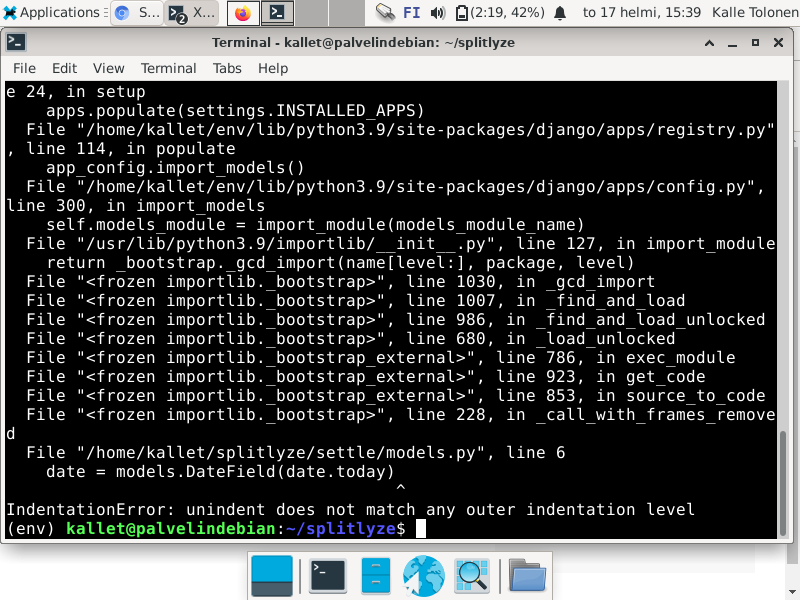 Applications
S...
2
X...
FI
(2:19, 42%)
to 17 helmi, 15:39
Kalle Tolonen
Terminal - kallet@palvelindebian: ~/splitlyze
File Edit View Terminal Tabs Help
e 24, in setup
    apps.populate(settings.INSTALLED_APPS)
  File "/home/kallet/env/lib/python3.9/site-packages/django/apps/registry.py"
, line 114, in populate
    app_config.import_models()
  File "/home/kallet/env/lib/python3.9/site-packages/django/apps/config.py",
line 300, in import_models
    self.models_module = import_module(models_module_name)
  File "/usr/lib/python3.9/importlib/__init__.py", line 127, in import_module
    return _bootstrap._gcd_import(name[level:], package, level)
  File "<frozen importlib._bootstrap>", line 1030, in _gcd_import
  File "<frozen importlib._bootstrap>", line 1007, in _find_and_load
  File "<frozen importlib._bootstrap>", line 986, in _find_and_load_unlocked
  File "<frozen importlib._bootstrap>", line 680, in _load_unlocked
  File "<frozen importlib._bootstrap_external>", line 786, in exec_module
  File "<frozen importlib._bootstrap_external>", line 923, in get_code
  File "<frozen importlib._bootstrap_external>", line 853, in source_to_code
  File "<frozen importlib._bootstrap>", line 228, in _call_with_frames_remove
d
  File "/home/kallet/splitlyze/settle/models.py", line 6
    date = models.DateField(date.today)
                                       ^
IndentationError: unindent does not match any outer indentation level
(env) kallet@palvelindebian:~/splitlyze$